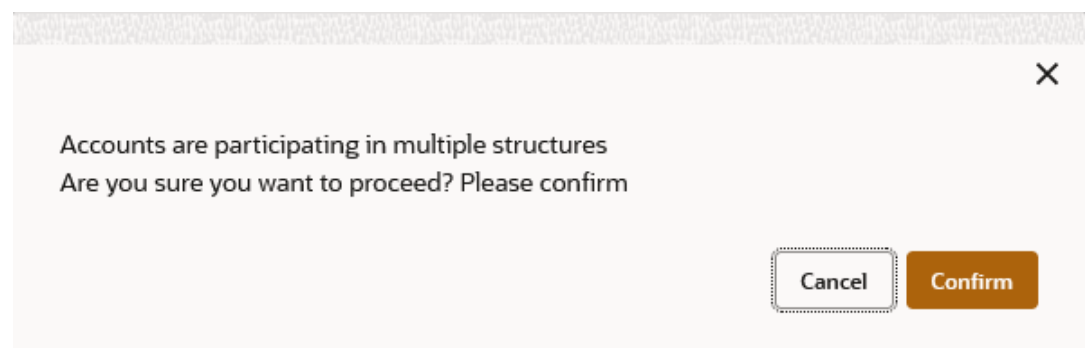 Accounts are participating in multiple structures
Are you sure you want to proceed? Please confirm
Cancel
Confirm